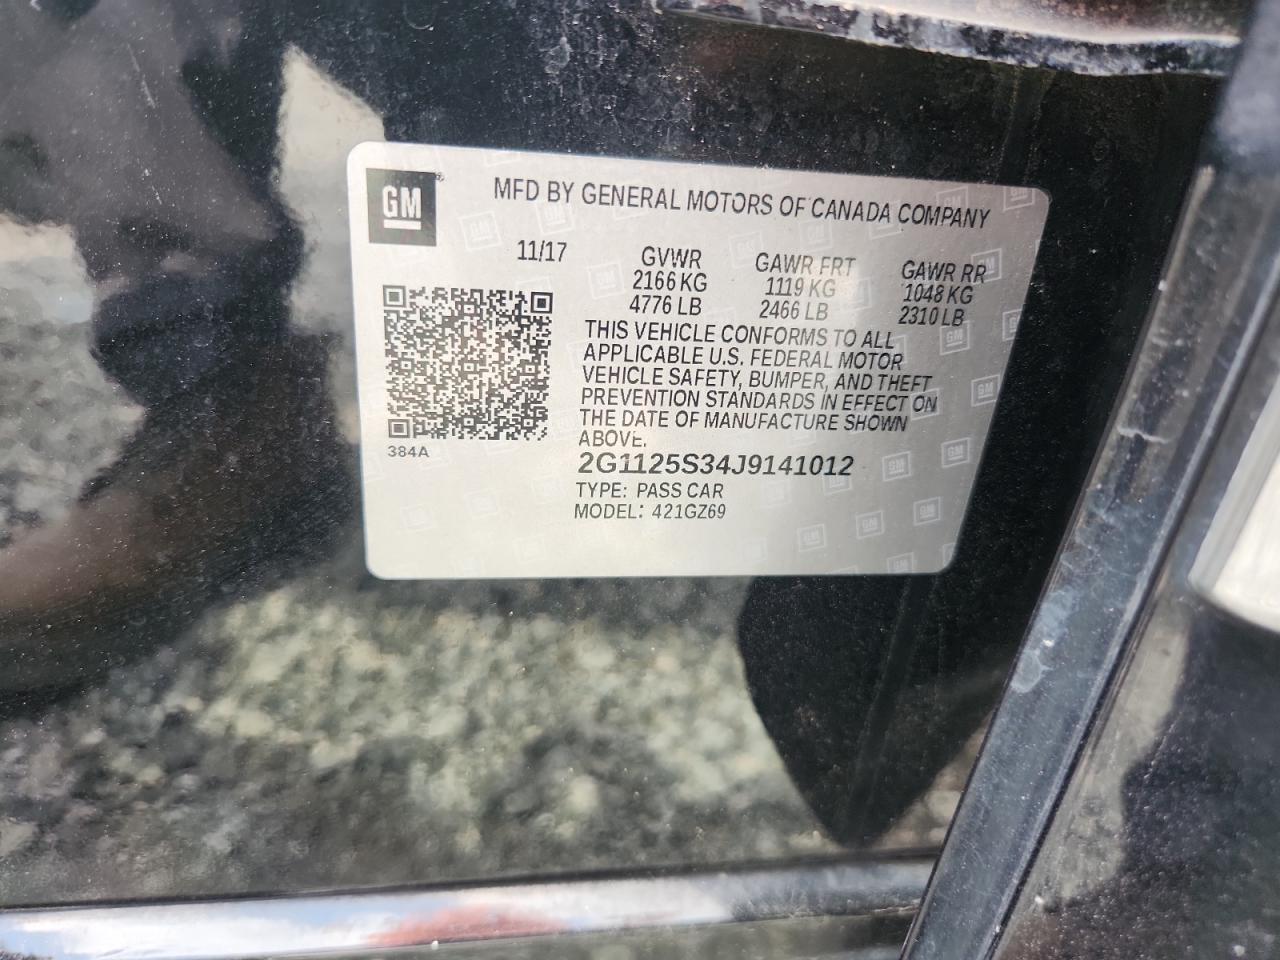 GM
MFD BY GENERAL MOTORS OF CANADA COMPANY
11/17 GVWR GAWR FRT GAWR RR
2166 KG 1119 KG 1048 KG
4776 LB 2466 LB 2310 LB
THIS VEHICLE CONFORMS TO ALL
APPLICABLE U.S. FEDERAL MOTOR
VEHICLE SAFETY, BUMPER, AND THEFT
PREVENTION STANDARDS IN EFFECT ON
THE DATE OF MANUFACTURE SHOWN
ABOVE.
384A
2G1125S34J9141012
TYPE: PASS CAR
MODEL: 421GZ69